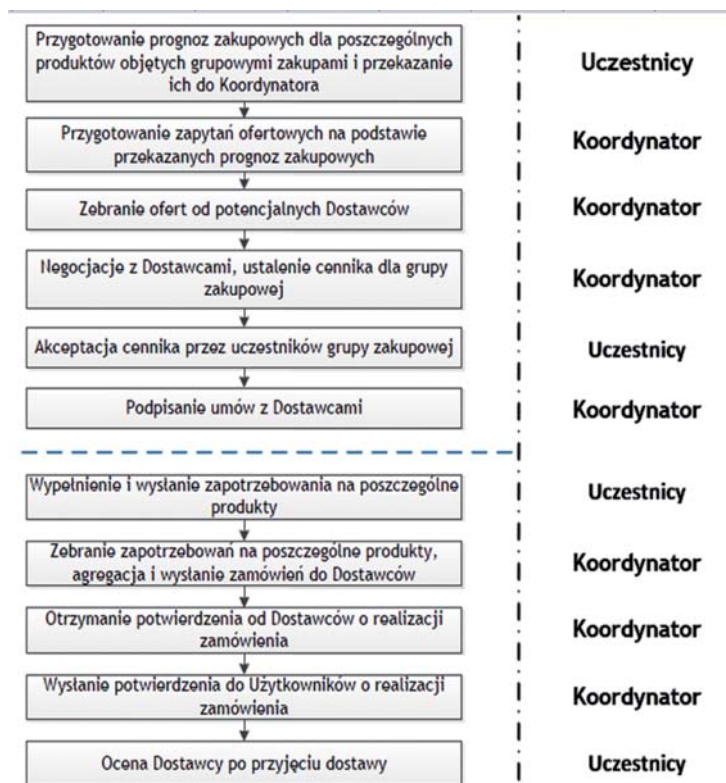 Przygotowanie prognoz zakupowych dla poszczególnych
produktów objętych grupowymi zakupami i przekazanie
ich do Koordynatora
Uczestnicy
Przygotowanie zapytań ofertowych na podstawie
przekazanych prognoz zakupowych
Koordynator
Zebranie ofert od potencjalnych Dostawców
Koordynator
Negocjacje z Dostawcami, ustalenie cennika dla grupy
zakupowej
Koordynator
Akceptacja cennika przez uczestników grupy zakupowej
Uczestnicy
Podpisanie umów z Dostawcami
Koordynator
Wypełnienie i wysłanie zapotrzebowania na poszczególne
produkty
Uczestnicy
Zebranie zapotrzebowań na poszczególne produkty,
agregacja i wysłanie zamówień do Dostawców
Koordynator
Otrzymanie potwierdzenia od Dostawców o realizacji
zamówienia
Koordynator
Wysłanie potwierdzenia do Użytkowników o realizacji
zamówienia
Koordynator
Ocena Dostawcy po przyjęciu dostawy
Uczestnicy